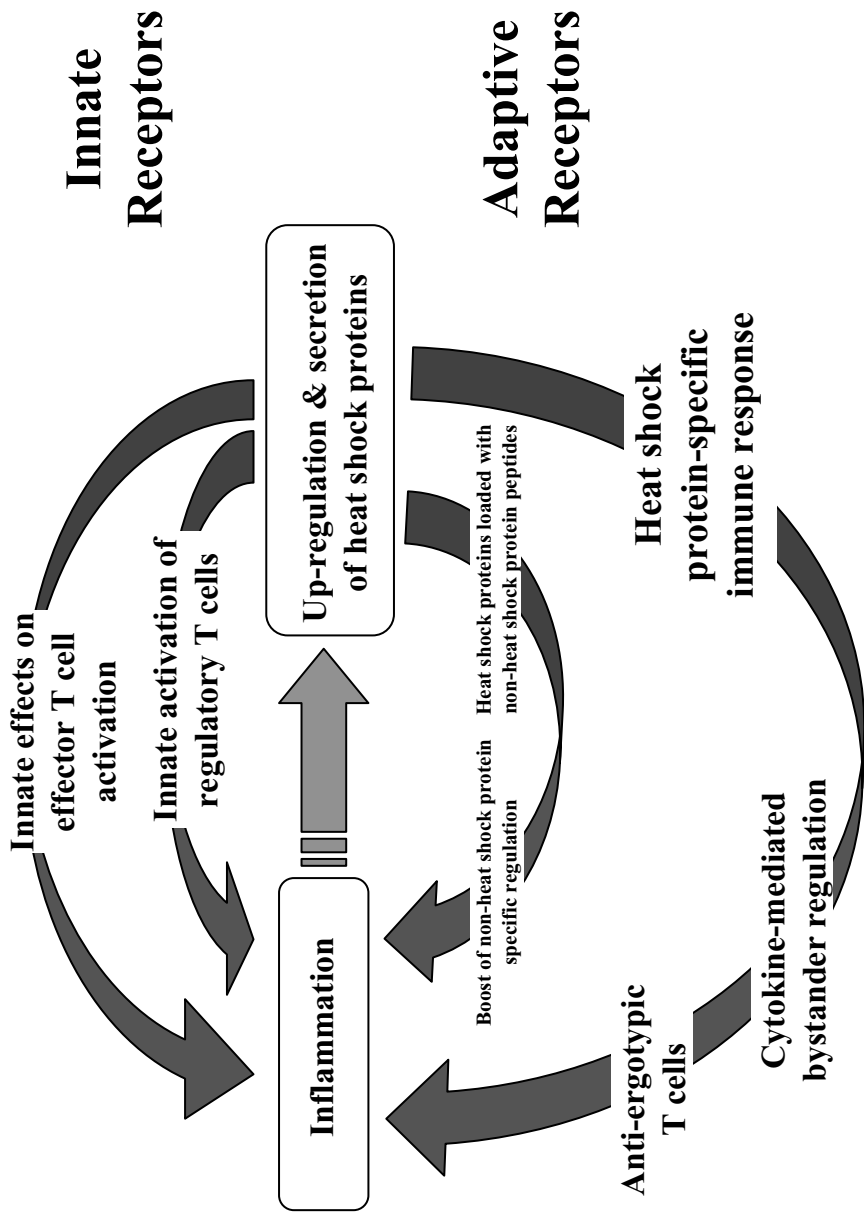 Innate
Receptors
Innate effects on
effector T cell
activation
Innate activation of
regulatory T cells
Inflammation
Up-regulation & secretion
of heat shock proteins
Boost of non-heat shock protein
specific regulation
Heat shock proteins loaded with
non-heat shock protein peptides
Adaptive
Receptors
Heat shock
protein-specific
immune response
Anti-ergotypic
T cells
Cytokine-mediated
bystander regulation